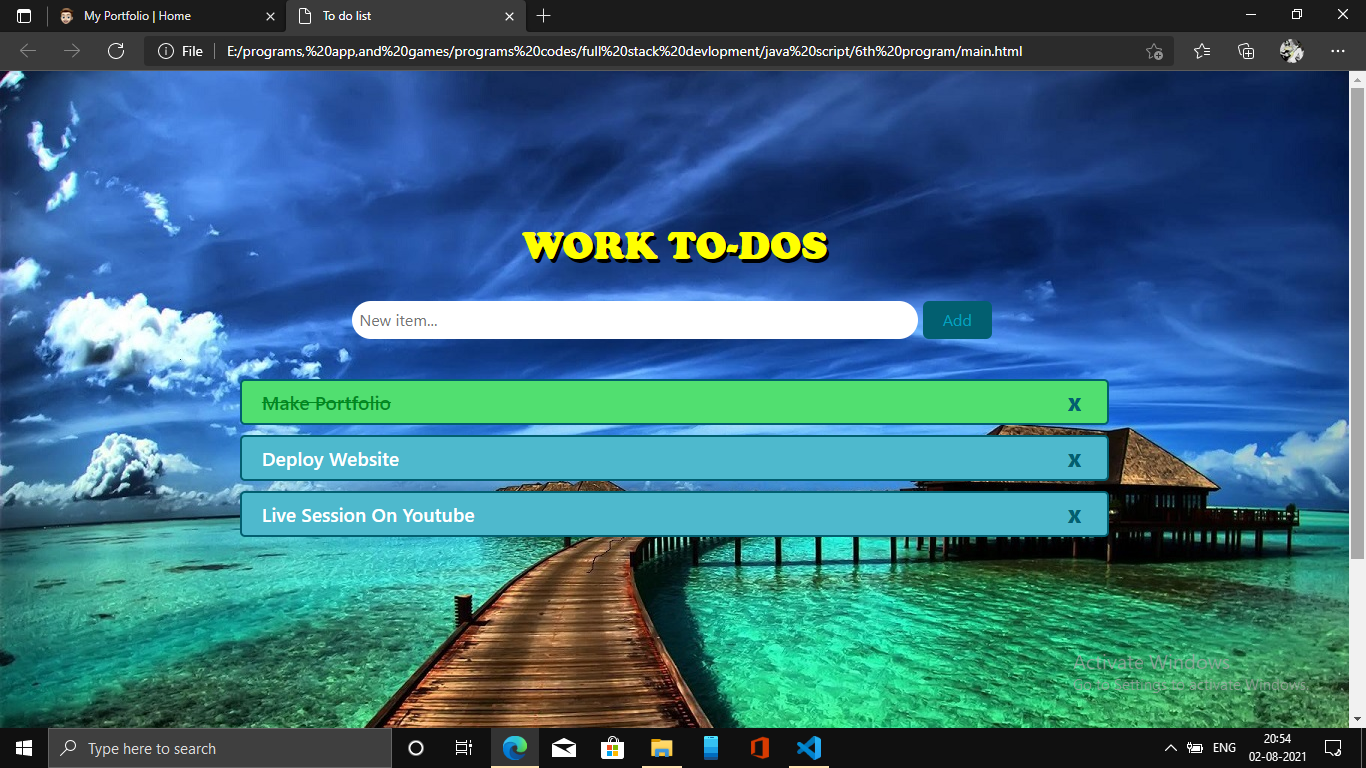 My Portfolio | Home
To do list
File
E:/programs,%20app,and%20games/programs%20codes/full%20stack%20devlopment/java%20script/6th%20program/main.html
WORK TO-DOS
New item...
Add
Make Portfolio
x
Deploy Website
x
Live Session On Youtube
x
Activate Windows
Go to Settings to activate Windows.
Type here to search
ENG
20:54
02-08-2021